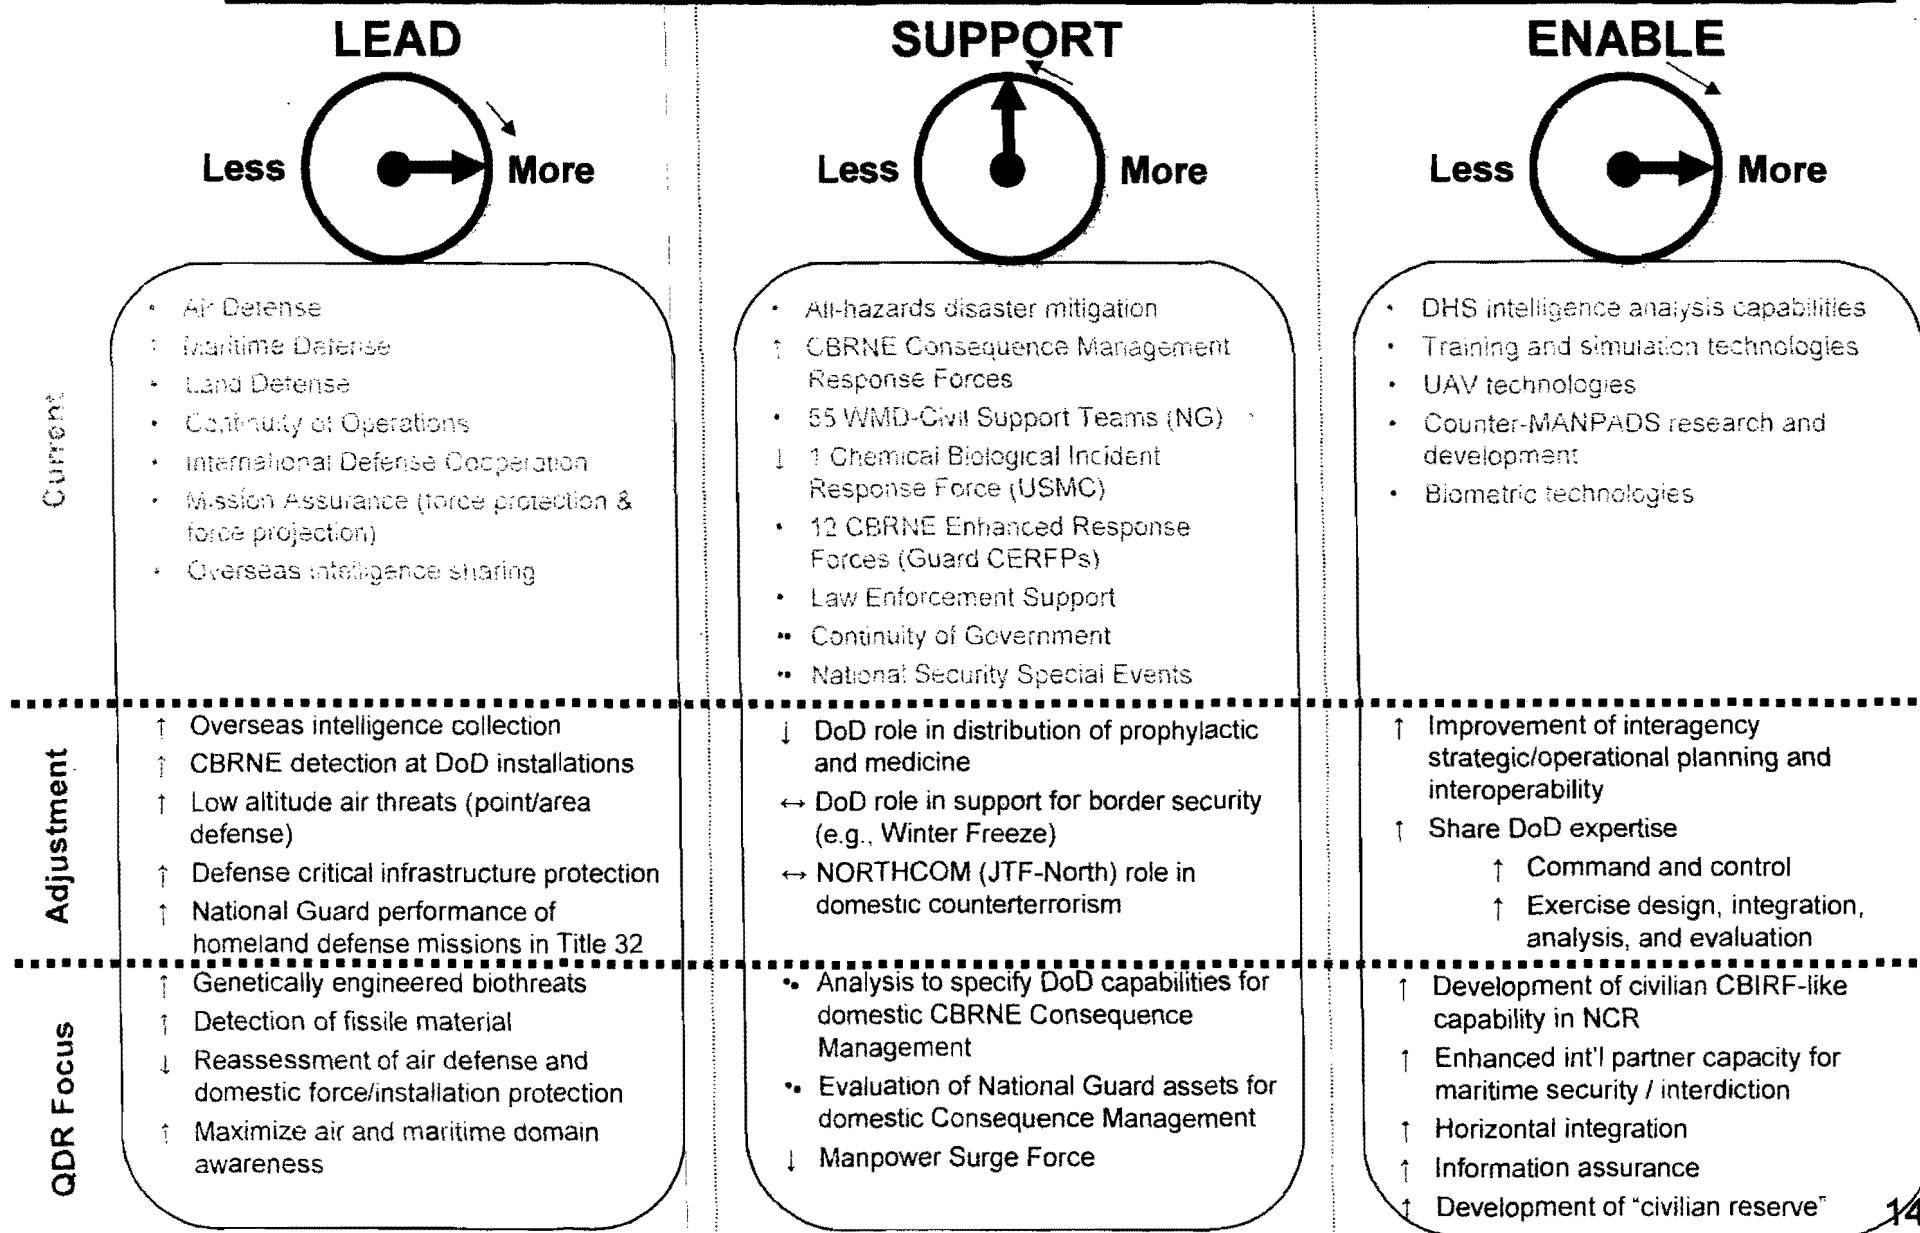 LEAD
Less
More
SUPPORT
Less
More
ENABLE
Less
More
Current
• Air Defense
↑ Maritime Defense
• Land Defense
• Continuity of Operations
• International Defense Cooperation
• Mission Assurance (force protection &
force projection)
• Overseas intelligence sharing
• All-hazards disaster mitigation
↑ CBRNE Consequence Management
Response Forces
• 55 WMD-Civil Support Teams (NG)
↓ 1 Chemical Biological Incident
Response Force (USMC)
• 12 CBRNE Enhanced Response
Forces (Guard CERFPs)
• Law Enforcement Support
•• Continuity of Government
•• National Security Special Events
• DHS intelligence analysis capabilities
• Training and simulation technologies
• UAV technologies
• Counter-MANPADS research and
development
• Biometric technologies
Adjustment
↑ Overseas intelligence collection
↑ CBRNE detection at DoD installations
↑ Low altitude air threats (point/area
defense)
↑ Defense critical infrastructure protection
↑ National Guard performance of
homeland defense missions in Title 32
↓ DoD role in distribution of prophylactic
and medicine
↔ DoD role in support for border security
(e.g., Winter Freeze)
↔ NORTHCOM (JTF-North) role in
domestic counterterrorism
↑ Improvement of interagency
strategic/operational planning and
interoperability
↑ Share DoD expertise
↑ Command and control
↑ Exercise design, integration,
analysis, and evaluation
QDR Focus
↑ Genetically engineered biothreats
↑ Detection of fissile material
↓ Reassessment of air defense and
domestic force/installation protection
↑ Maximize air and maritime domain
awareness
•• Analysis to specify DoD capabilities for
domestic CBRNE Consequence
Management
•• Evaluation of National Guard assets for
domestic Consequence Management
↓ Manpower Surge Force
↑ Development of civilian CBIRF-like
capability in NCR
↑ Enhanced int'l partner capacity for
maritime security / interdiction
↑ Horizontal integration
↑ Information assurance
↑ Development of "civilian reserve"
14